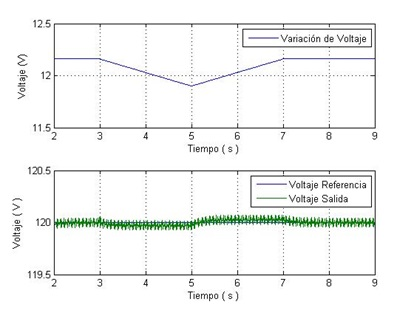 12.5
Variación de Voltaje
Voltaje (V)
12
11.5
2 3 4 5 6 7 8 9
Tiempo ( s )
120.5
Voltaje Referencia
Voltaje Salida
Voltaje ( V )
120
119.5
2 3 4 5 6 7 8 9
Tiempo ( s )